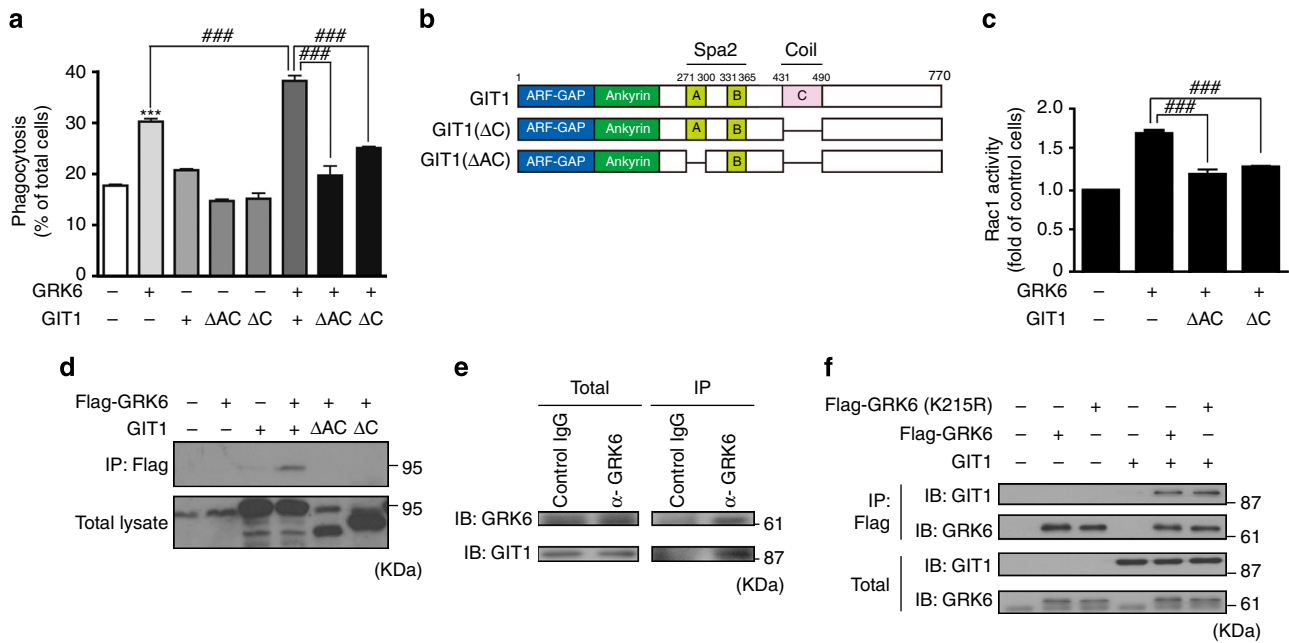 a
###
###
###
***
Phagocytosis
(% of total cells)
40
30
20
10
0
GRK6 – + – – – + + +
GIT1 – – + ΔAC ΔC + ΔAC ΔC
b
Spa2 Coil
1 271 300 331 365 431 490 770
GIT1 ARF-GAP Ankyrin A B C
GIT1(ΔC) ARF-GAP Ankyrin A B
GIT1(ΔAC) ARF-GAP Ankyrin B
c
###
###
Rac1 activity
(fold of control cells)
2.0
1.5
1.0
0.5
0
GRK6 – + + +
GIT1 – – ΔAC ΔC
d
Flag-GRK6 – + – + + +
GIT1 – – + + ΔAC ΔC
IP: Flag 95
Total lysate 95
(KDa)
e
Total IP
Control IgG α- GRK6 Control IgG α- GRK6
IB: GRK6 61
IB: GIT1 87
(KDa)
f
Flag-GRK6 (K215R) – – + – – +
Flag-GRK6 – + – – + –
GIT1 – – – + + +
IP: Flag
IB: GIT1 87
IB: GRK6 61
Total
IB: GIT1 87
IB: GRK6 61
(KDa)